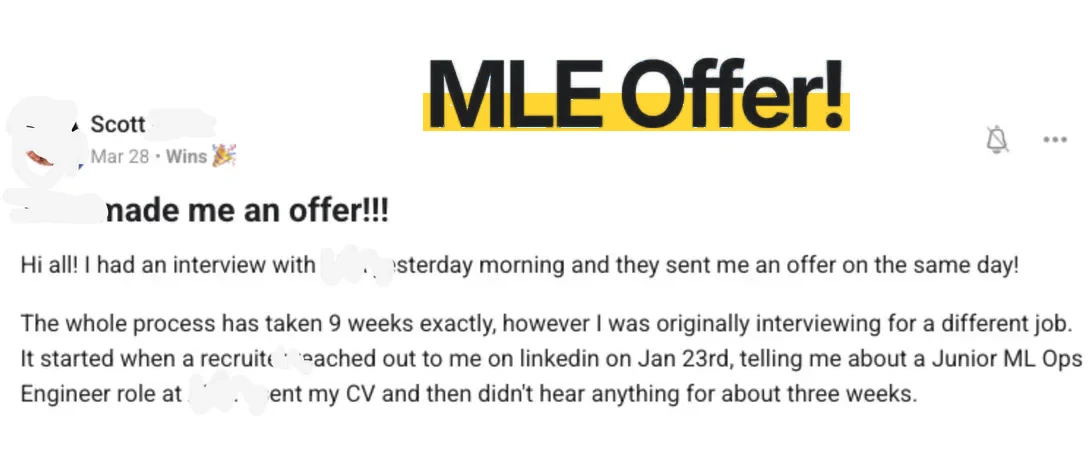 MLE Offer!
Scott
Mar 28 • Wins 🎉
made me an offer!!!
Hi all! I had an interview with yesterday morning and they sent me an offer on the same day!
The whole process has taken 9 weeks exactly, however I was originally interviewing for a different job.
It started when a recruiter reached out to me on linkedin on Jan 23rd, telling me about a Junior ML Ops
Engineer role at sent my CV and then didn't hear anything for about three weeks.